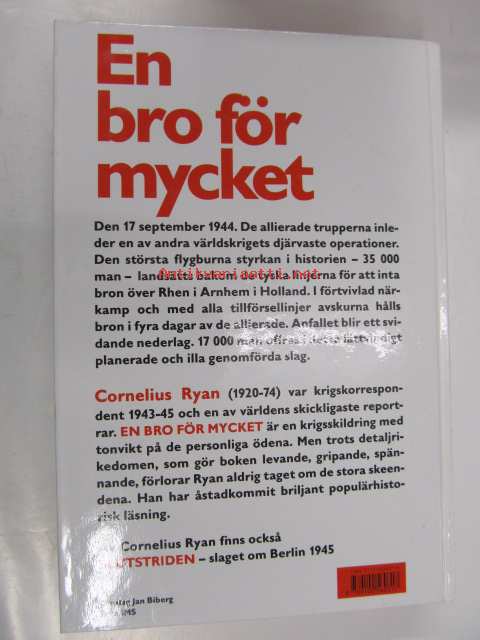 En
bro för
mycket
Den 17 september 1944. De allierade trupperna inle-
der en av andra världskrigets djärvaste operationer.
Den största flygburna styrkan i historien – 35 000
man – landsätts bakom de tyska linjerna för att inta
Antikvariaatti.net
bron över Rhen i Arnhem i Holland. I förtvivlad när-
kamp och med alla tillförsellinjer avskurna hålls
bron i fyra dagar av de allierade. Anfallet blir ett svi-
dande nederlag. 17 000 man offras i detta lättvindigt
planerade och illa genomförda slag.
Cornelius Ryan (1920-74) var krigskorrespon-
dent 1943-45 och en av världens skickligaste report-
rar. EN BRO FÖR MYCKET är en krigsskildring med
tonvikt på de personliga ödena. Men trots detaljri-
kedomen, som gör boken levande, gripande, spän-
nande, förlorar Ryan aldrig taget om de stora skeen-
dena. Han har åstadkommit briljant populärhisto-
risk läsning.
Cornelius Ryan finns också
SLUTSTRIDEN – slaget om Berlin 1945
Jan Biberg